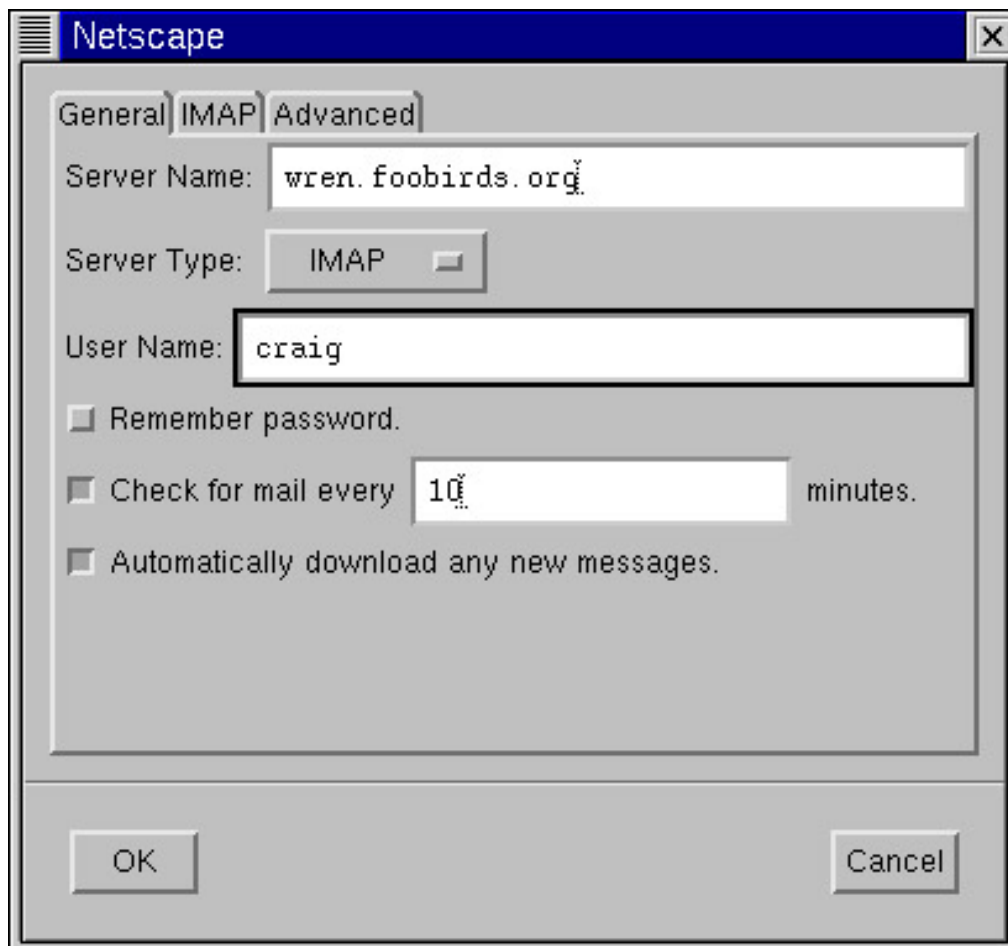 Netscape
General IMAP Advanced
Server Name: wren.foobirds.org
Server Type: IMAP
User Name: craig
Remember password.
Check for mail every 10 minutes.
Automatically download any new messages.
OK Cancel